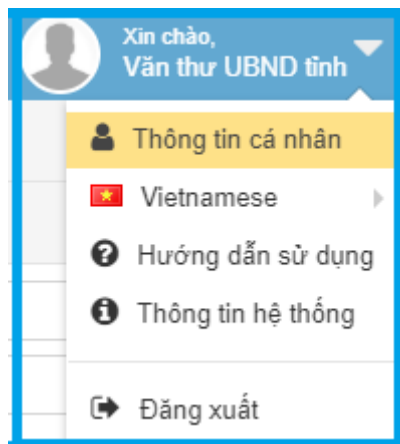 Xin chào,
Văn thư UBND tỉnh
Thông tin cá nhân
Vietnamese
Hướng dẫn sử dụng
Thông tin hệ thống
Đăng xuất